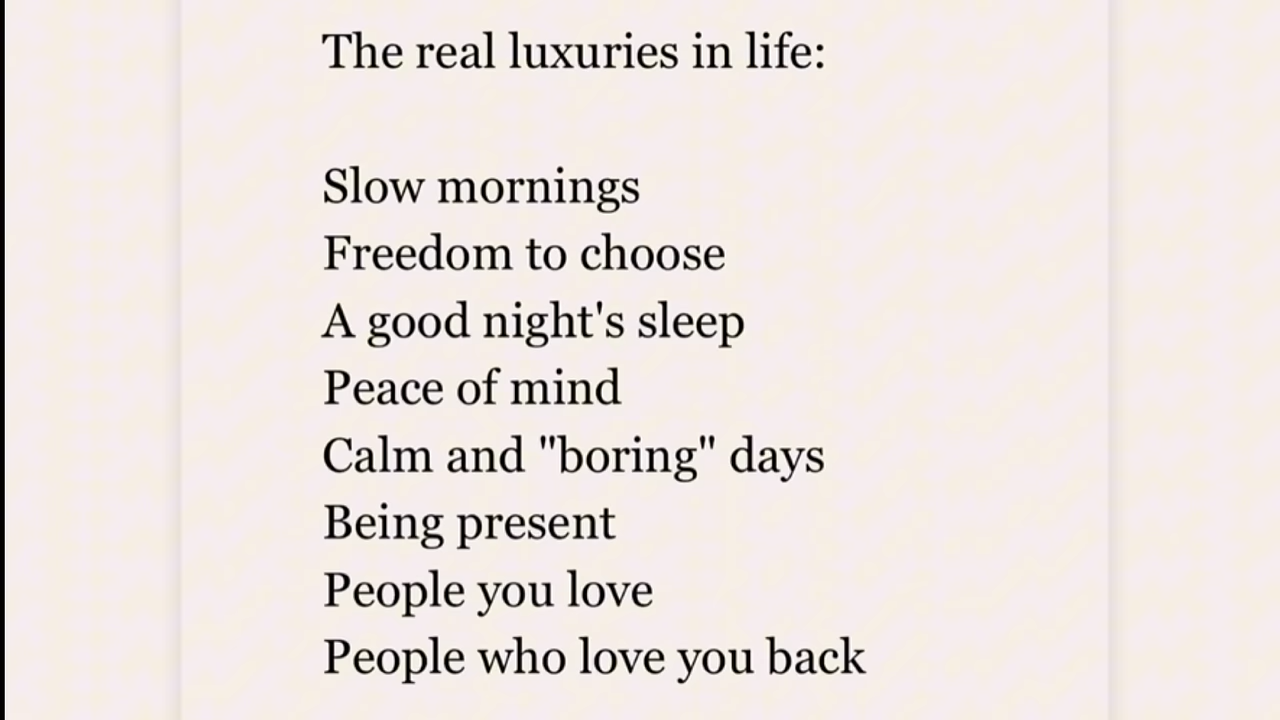 The real luxuries in life:
Slow mornings
Freedom to choose
A good night's sleep
Peace of mind
Calm and "boring" days
Being present
People you love
People who love you back